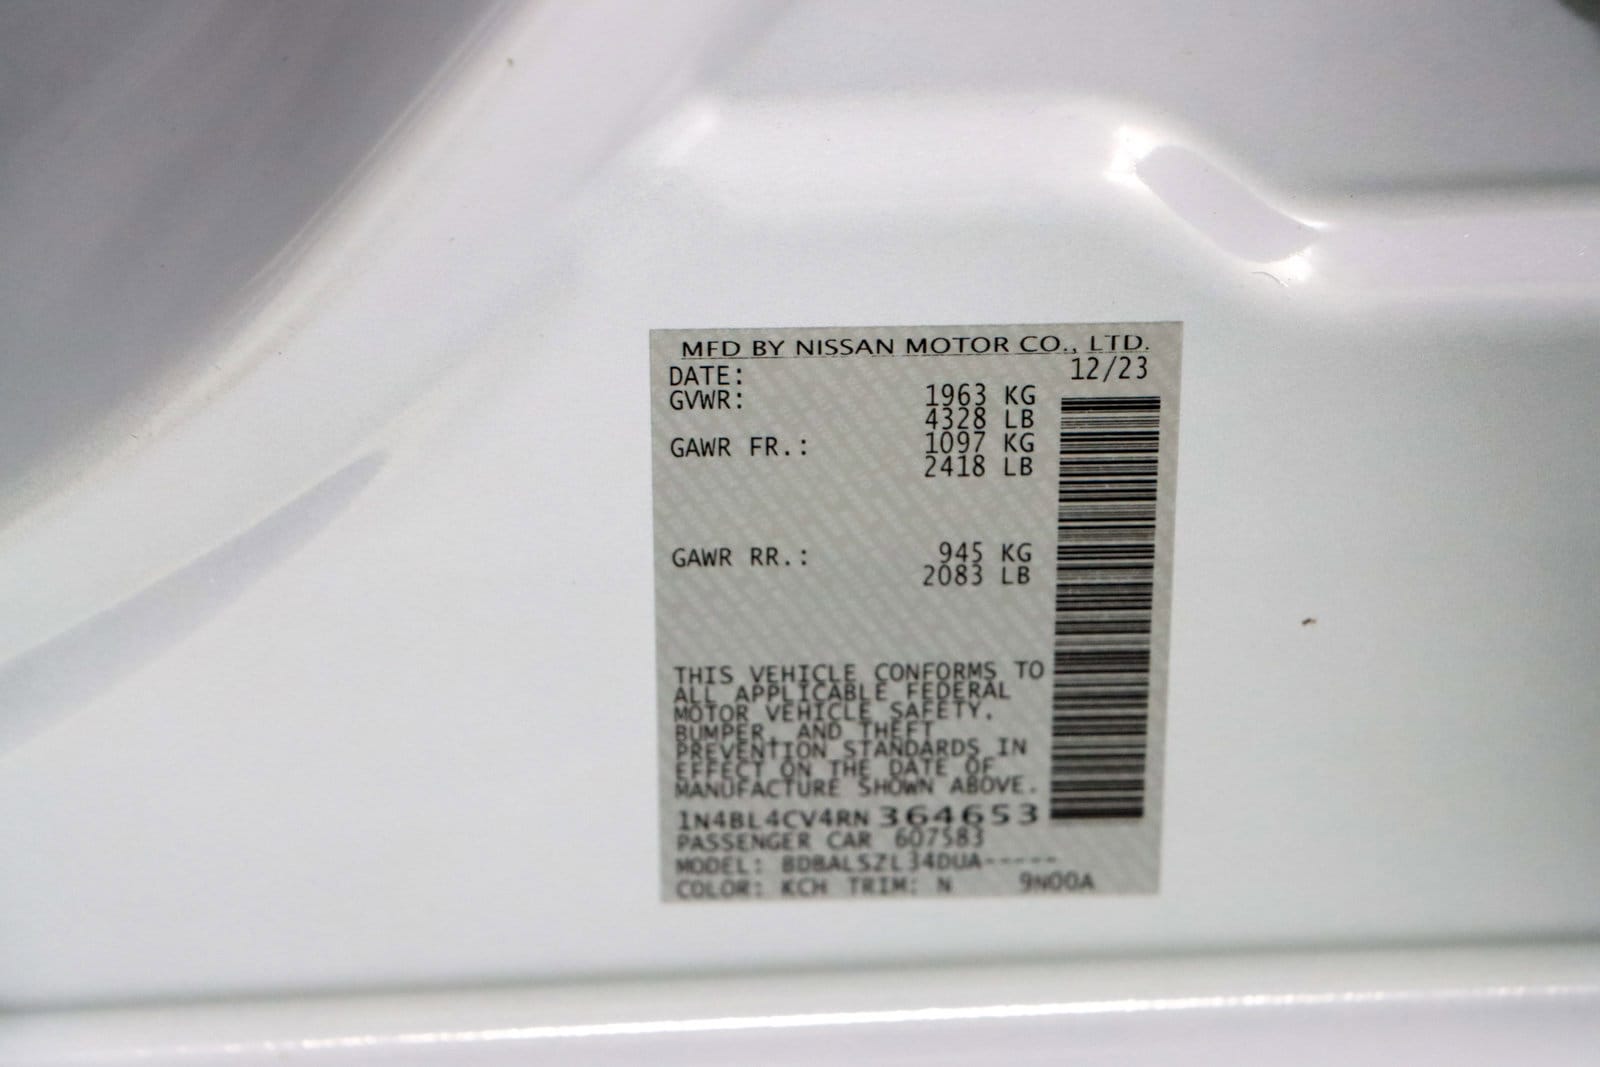 MFD BY NISSAN MOTOR CO., LTD.
DATE: 12/23
GVWR: 1963 KG
4328 LB
GAWR FR.: 1097 KG
2418 LB
GAWR RR.: 945 KG
2083 LB
THIS VEHICLE CONFORMS TO
ALL APPLICABLE FEDERAL
MOTOR VEHICLE SAFETY,
BUMPER, AND THEFT
PREVENTION STANDARDS IN
EFFECT ON THE DATE OF
MANUFACTURE SHOWN ABOVE.
1N4BL4CV4RN364653
PASSENGER CAR 607583
MODEL: BDBALSZL34DUA-----
COLOR: KCH TRIM: N 9N00A